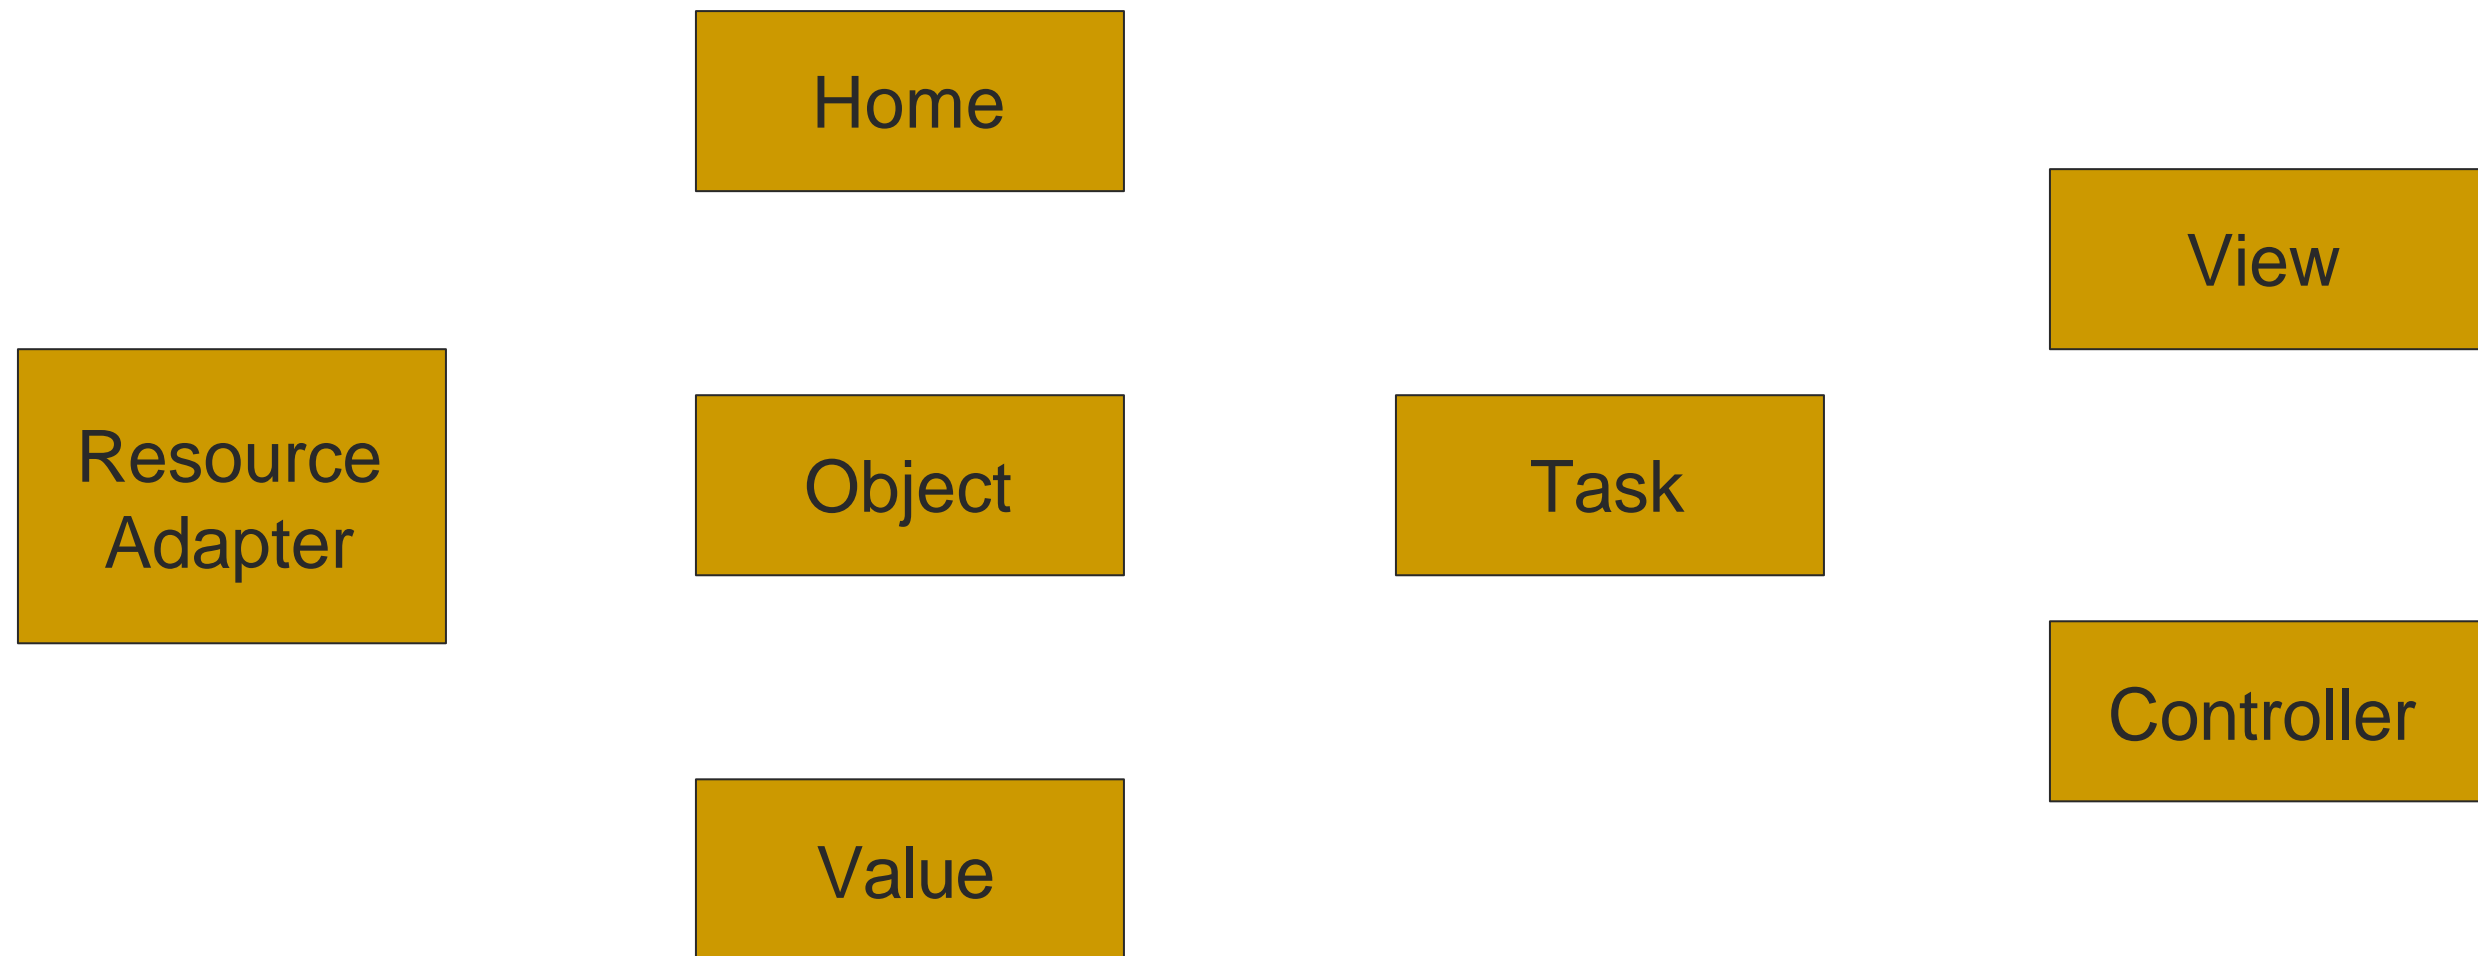 Home
View
Resource
Adapter
Object
Task
Controller
Value